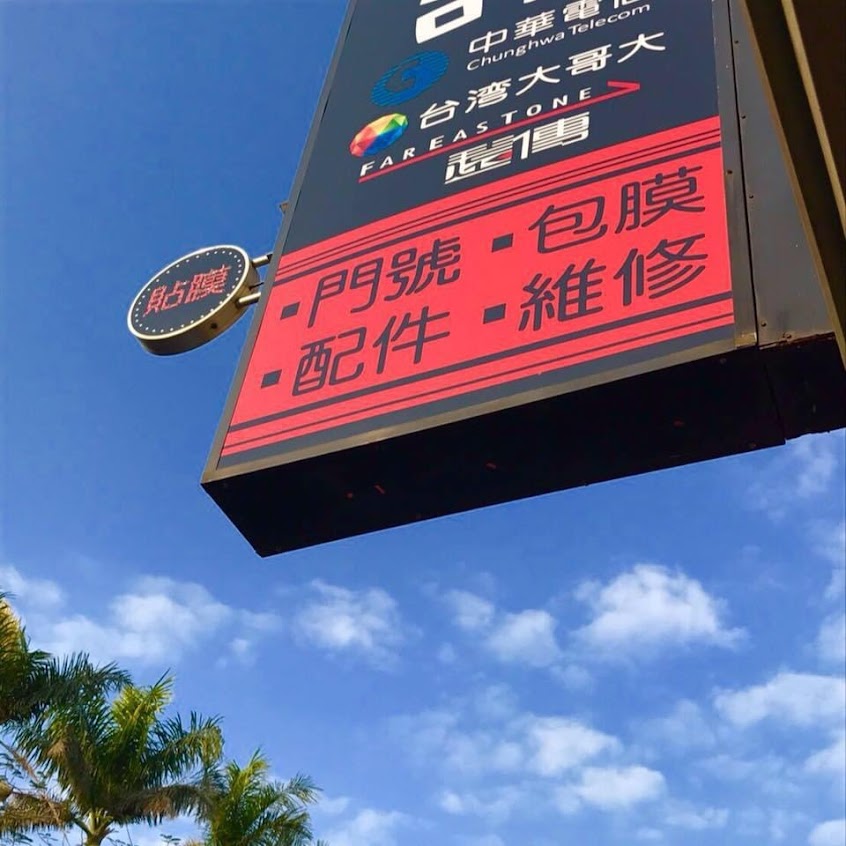 中華電信
Chunghwa Telecom
台湾大哥大
FAREASTONE
遠傳
▪門號 ▪包膜
▪配件 ▪維修
貼膜